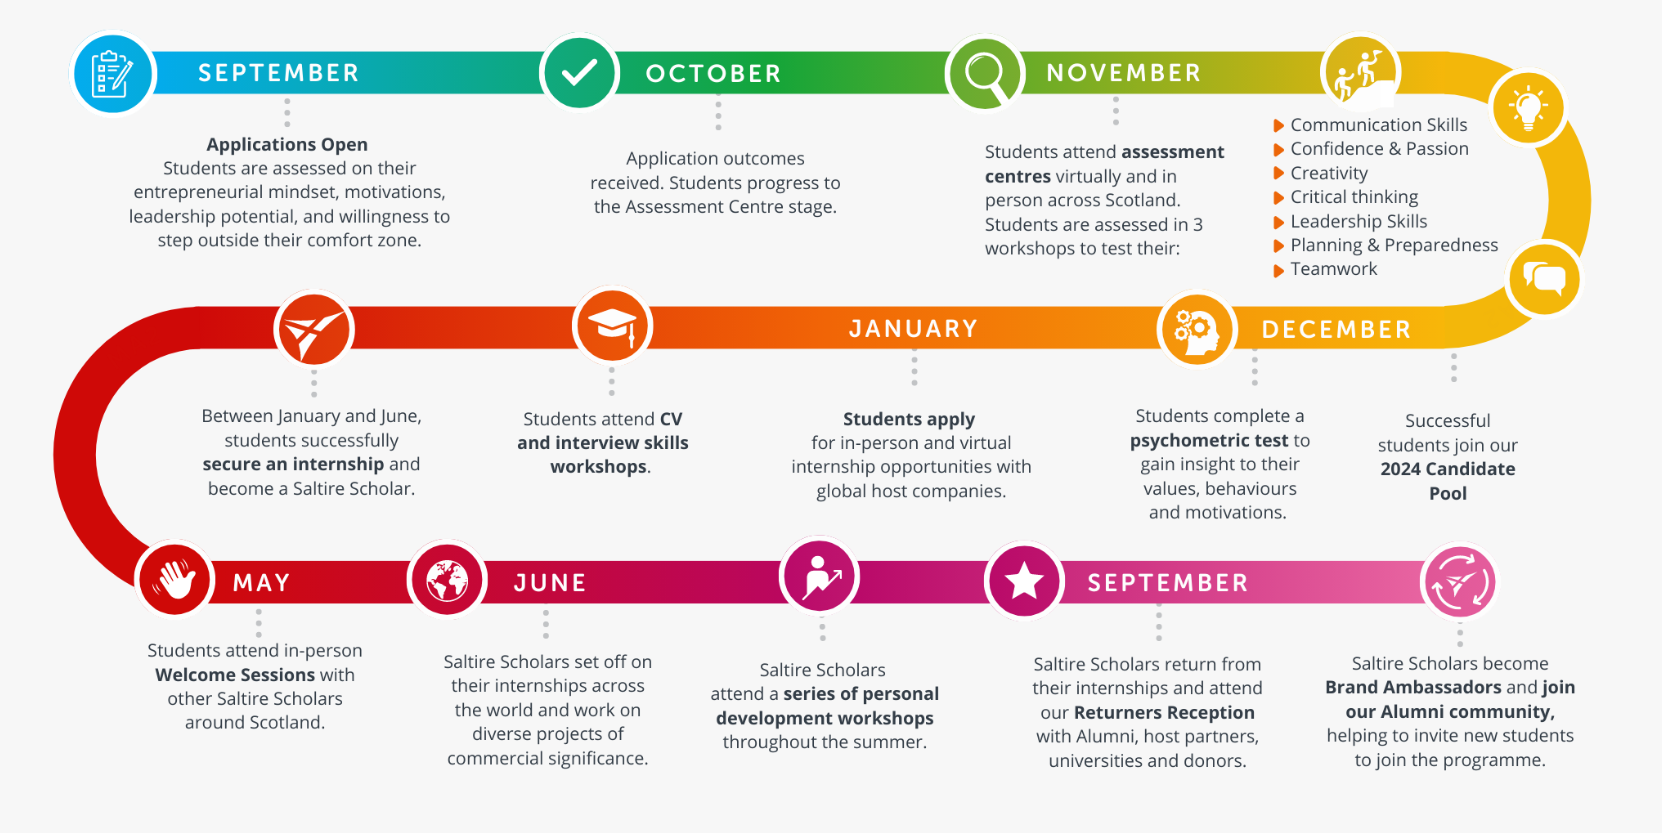 SEPTEMBER
Applications Open
Students are assessed on their
entrepreneurial mindset, motivations,
leadership potential, and willingness to
step outside their comfort zone.
OCTOBER
Application outcomes
received. Students progress to
the Assessment Centre stage.
NOVEMBER
Students attend assessment
centres virtually and in
person across Scotland.
Students are assessed in 3
workshops to test their:
Communication Skills
Confidence & Passion
Creativity
Critical thinking
Leadership Skills
Planning & Preparedness
Teamwork
DECEMBER
Successful
students join our
2024 Candidate
Pool
Students complete a
psychometric test to
gain insight to their
values, behaviours
and motivations.
JANUARY
Students apply
for in-person and virtual
internship opportunities with
global host companies.
Students attend CV
and interview skills
workshops.
Between January and June,
students successfully
secure an internship and
become a Saltire Scholar.
MAY
Students attend in-person
Welcome Sessions with
other Saltire Scholars
around Scotland.
JUNE
Saltire Scholars set off on
their internships across
the world and work on
diverse projects of
commercial significance.
Saltire Scholars
attend a series of personal
development workshops
throughout the summer.
SEPTEMBER
Saltire Scholars return from
their internships and attend
our Returners Reception
with Alumni, host partners,
universities and donors.
Saltire Scholars become
Brand Ambassadors and join
our Alumni community,
helping to invite new students
to join the programme.